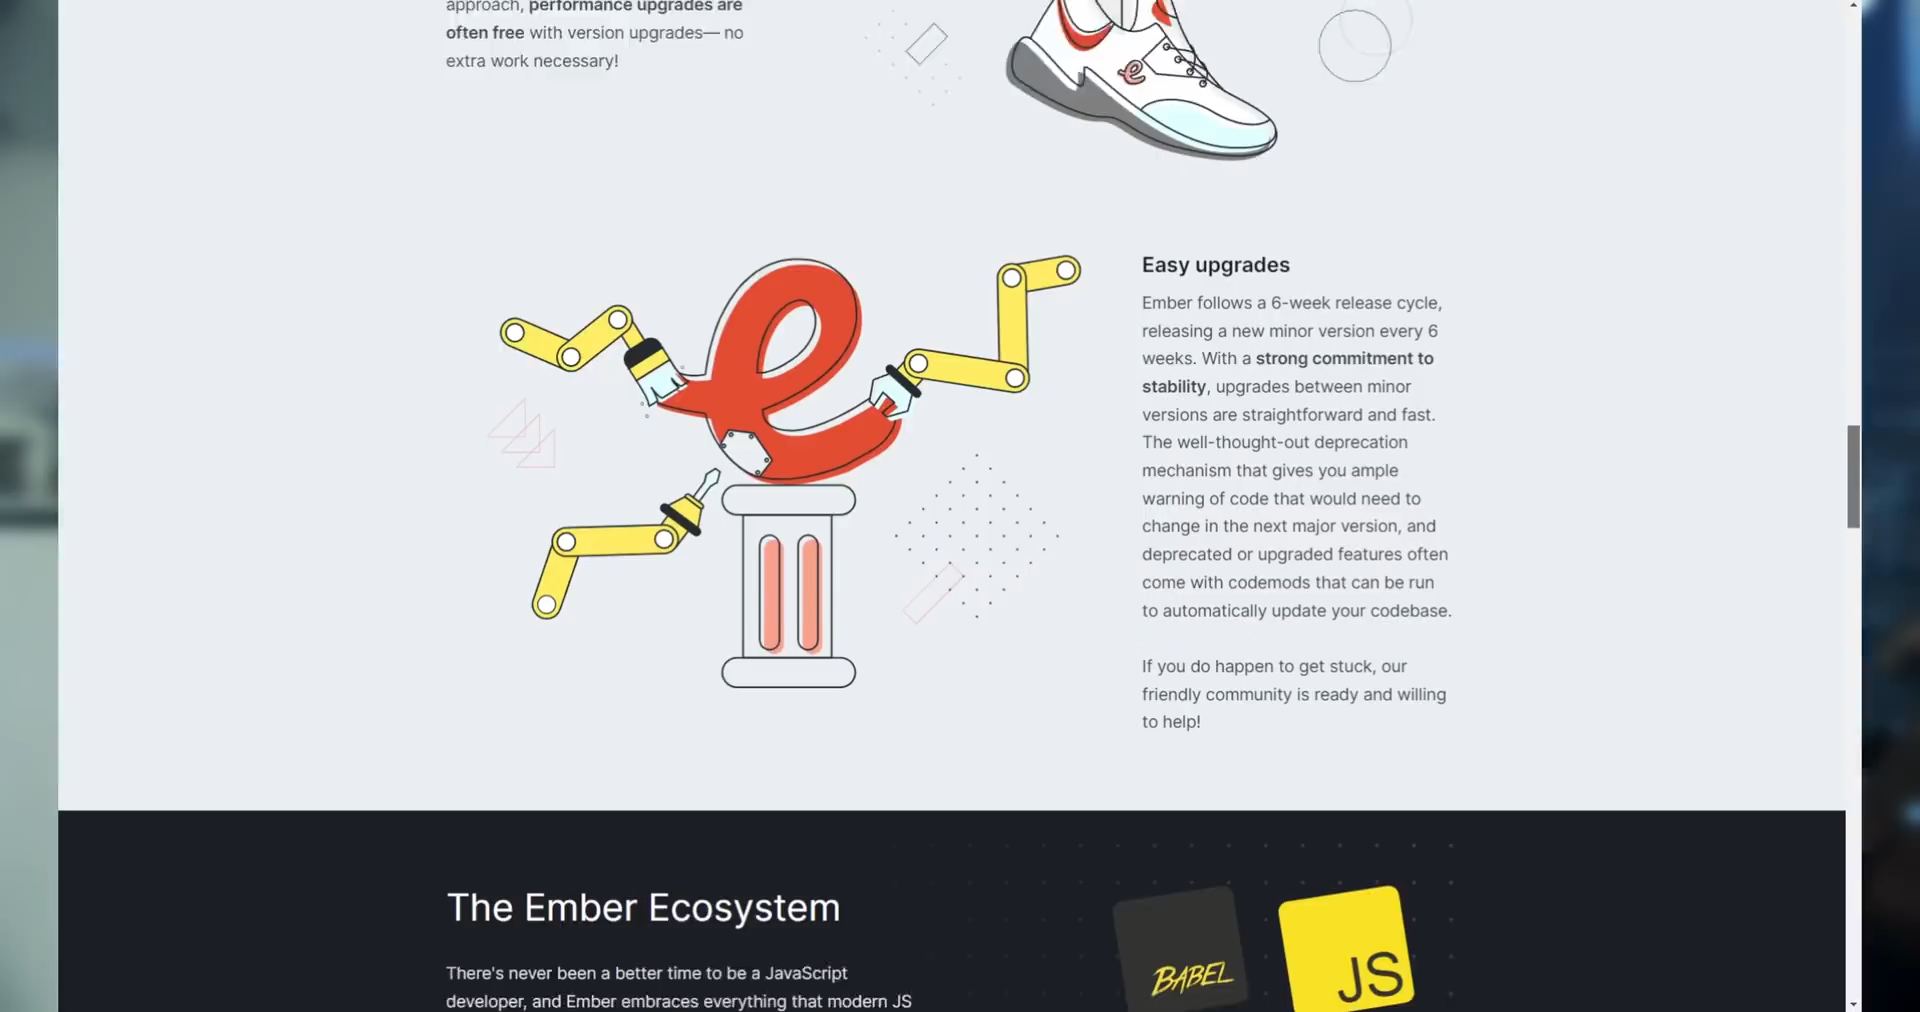 approach, performance upgrades are
often free with version upgrades— no
extra work necessary!
e
e
Easy upgrades
Ember follows a 6-week release cycle,
releasing a new minor version every 6
weeks. With a strong commitment to
stability, upgrades between minor
versions are straightforward and fast.
The well-thought-out deprecation
mechanism that gives you ample
warning of code that would need to
change in the next major version, and
deprecated or upgraded features often
come with codemods that can be run
to automatically update your codebase.
If you do happen to get stuck, our
friendly community is ready and willing
to help!
The Ember Ecosystem
There's never been a better time to be a JavaScript
developer, and Ember embraces everything that modern JS
BABEL
JS